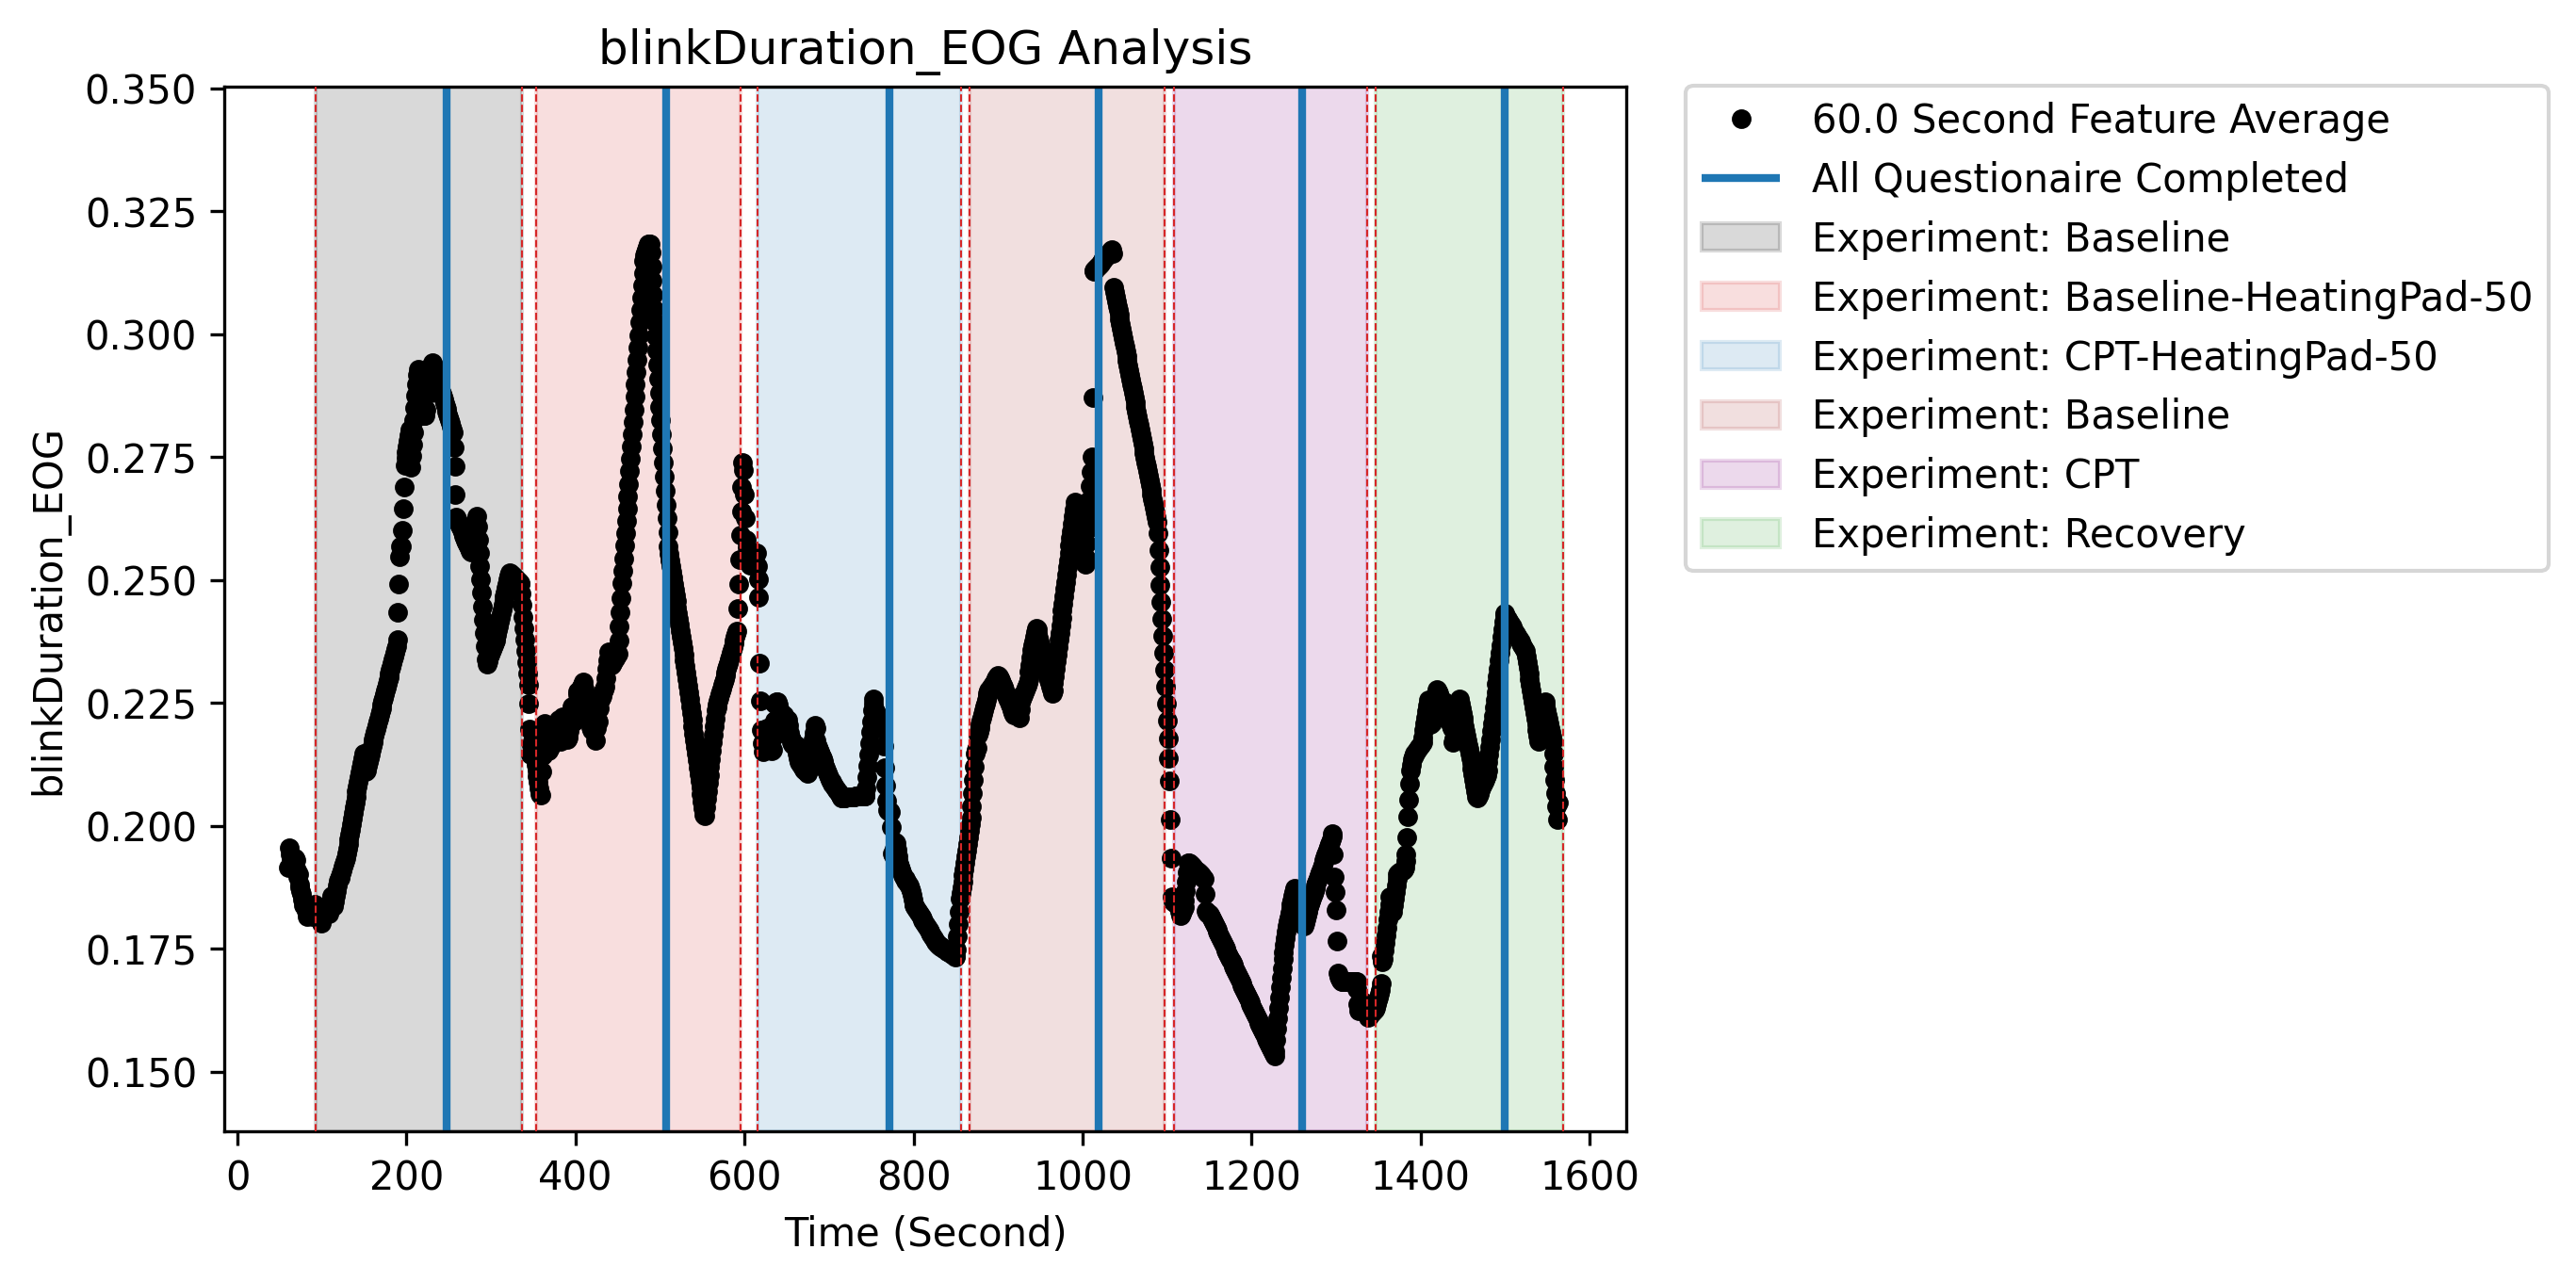 blinkDuration_EOG Analysis
0.350
0.325
0.300
0.275
0.250
0.225
0.200
0.175
0.150
blinkDuration_EOG
0 200 400 600 800 1000 1200 1400 1600
Time (Second)
60.0 Second Feature Average
All Questionaire Completed
Experiment: Baseline
Experiment: Baseline-HeatingPad-50
Experiment: CPT-HeatingPad-50
Experiment: Baseline
Experiment: CPT
Experiment: Recovery